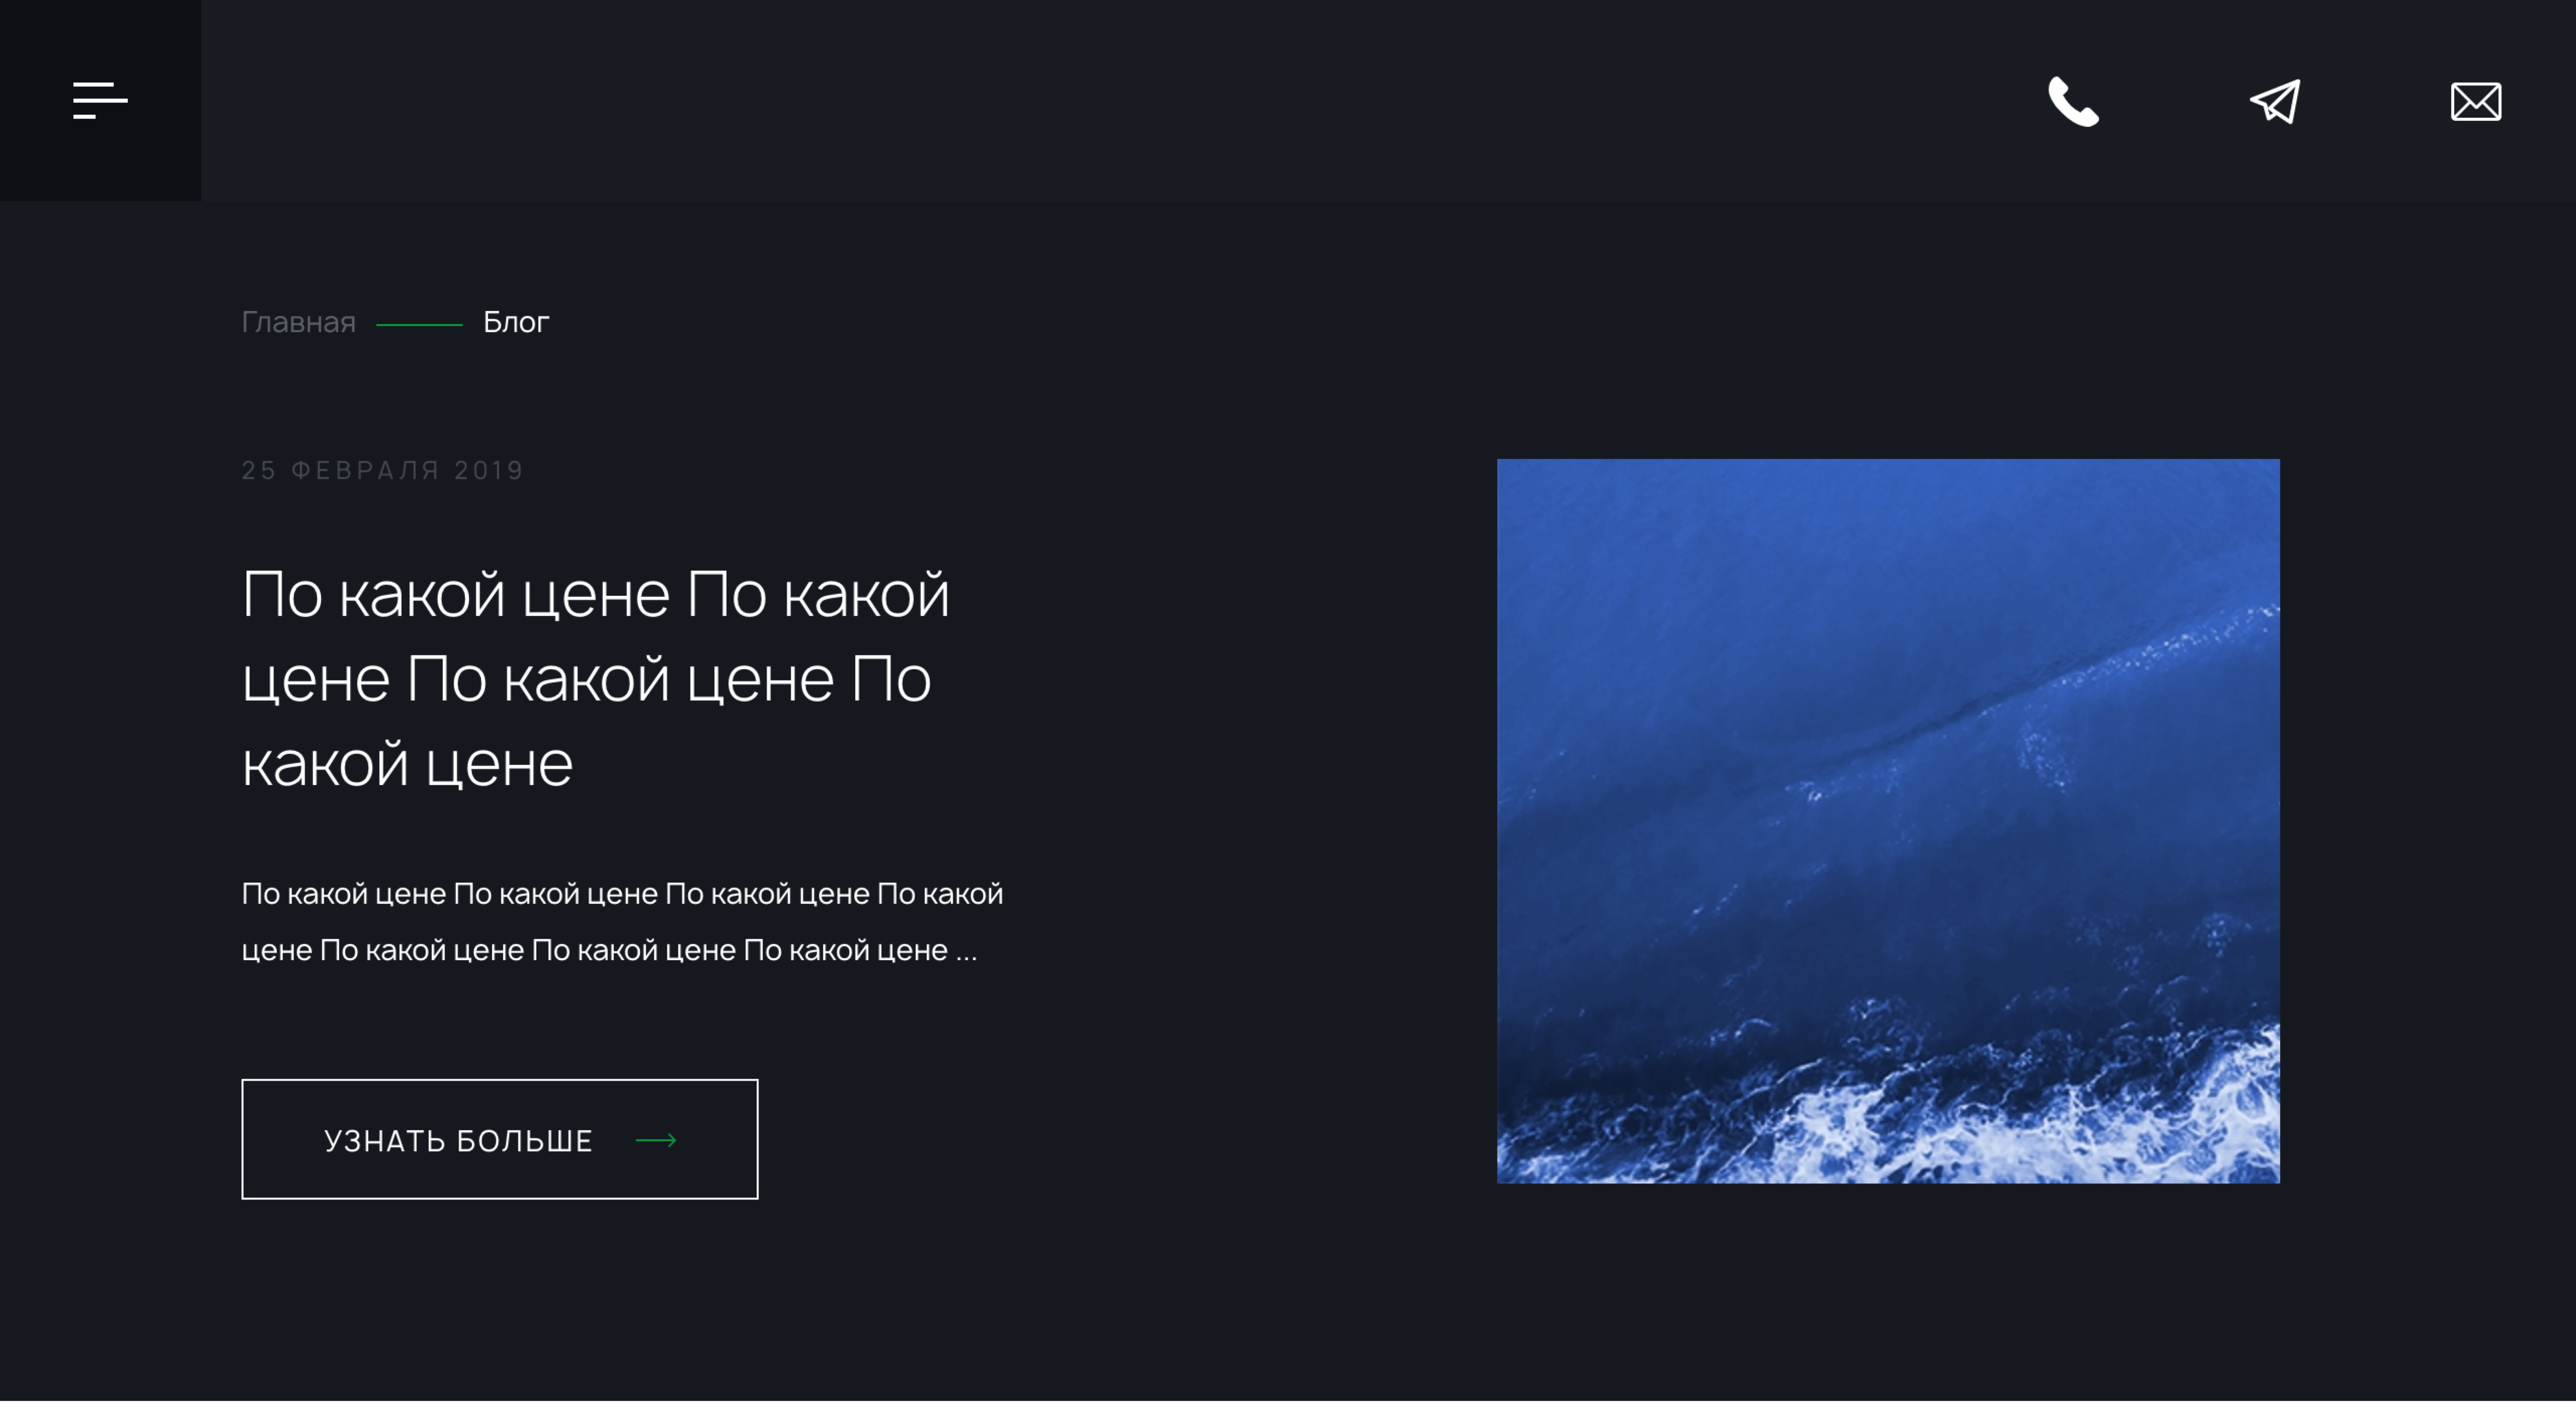 Главная Блог
25 ФЕВРАЛЯ 2019
По какой цене По какой
цене По какой цене По
какой цене
По какой цене По какой цене По какой цене По какой
цене По какой цене По какой цене По какой цене ...
УЗНАТЬ БОЛЬШЕ